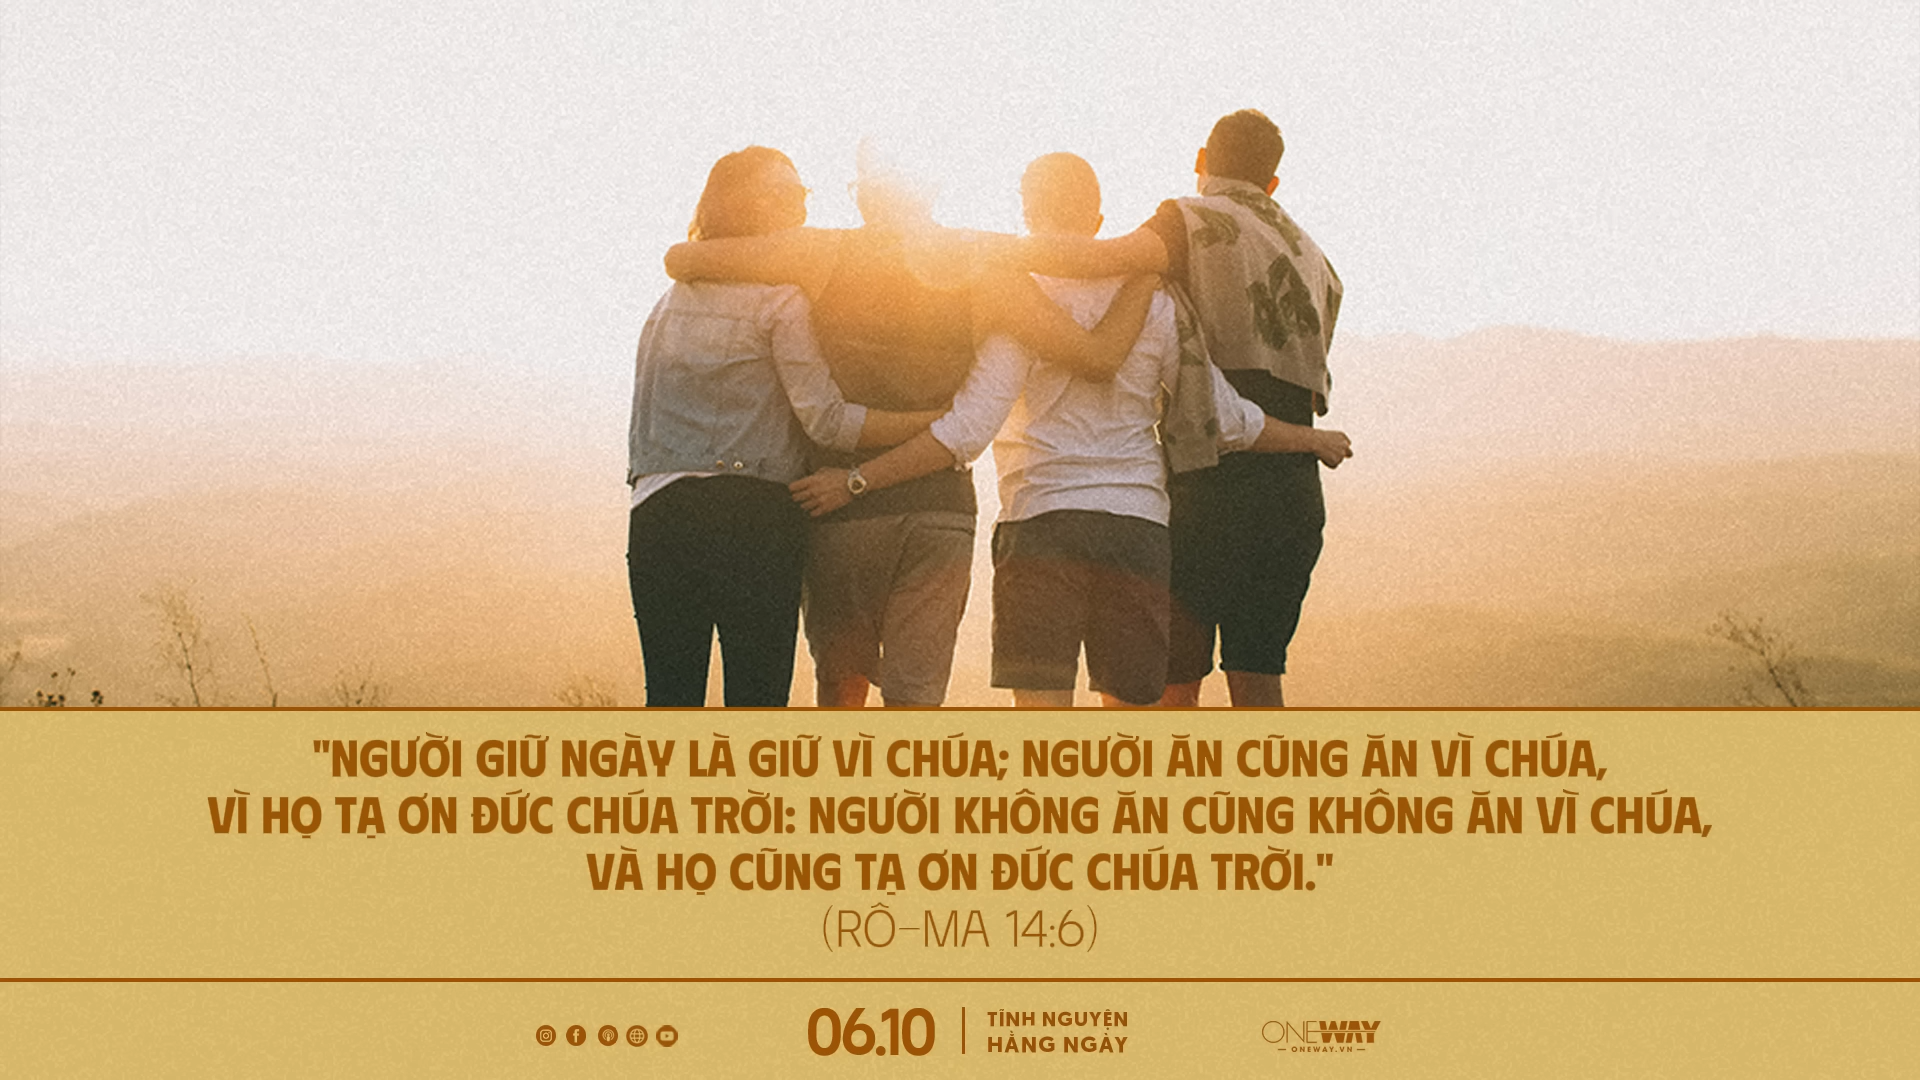 "NGƯỜI GIỮ NGÀY LÀ GIỮ VÌ CHÚA; NGƯỜI ĂN CŨNG ĂN VÌ CHÚA,
VÌ HỌ TẠ ƠN ĐỨC CHÚA TRỜI: NGƯỜI KHÔNG ĂN CŨNG KHÔNG ĂN VÌ CHÚA,
VÀ HỌ CŨNG TẠ ƠN ĐỨC CHÚA TRỜI."
(RÔ-MA 14:6)
06.10
TĨNH NGUYỆN
HẰNG NGÀY
ONEWAY
— ONEWAY.VN —